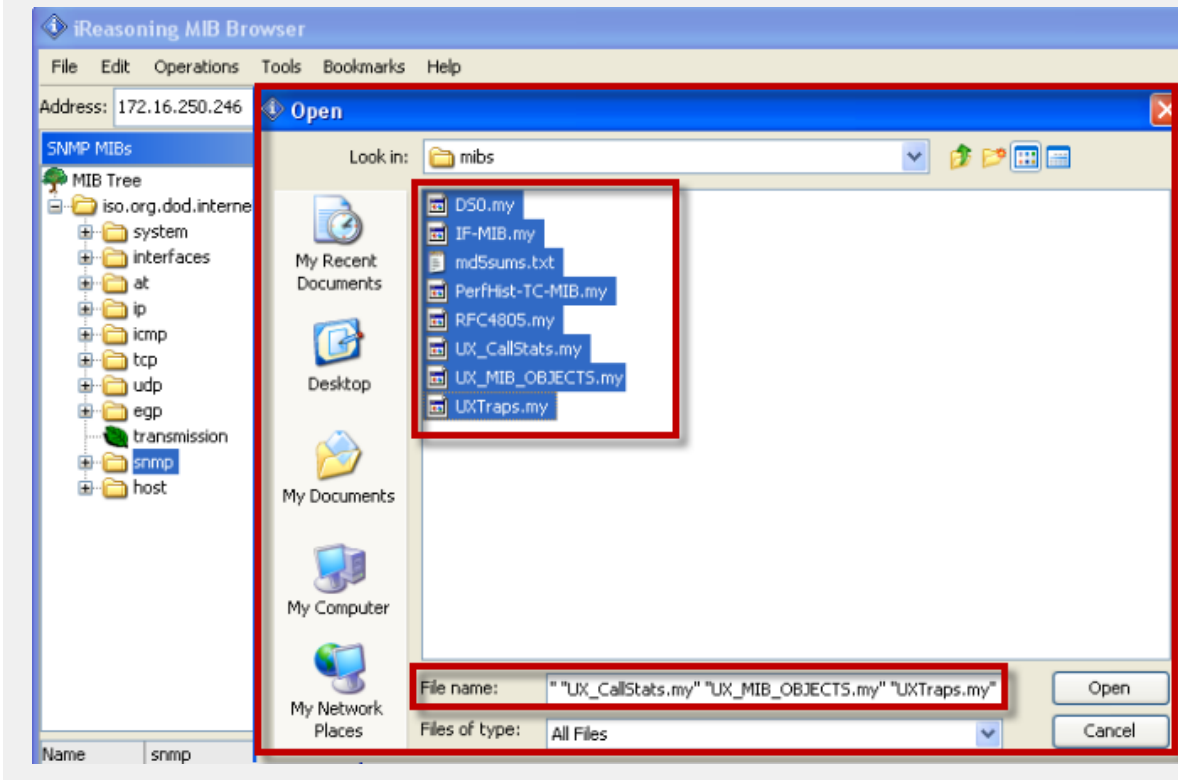 iReasoning MIB Browser
File Edit Operations Tools Bookmarks Help
Address: 172.16.250.246
SNMP MIBs
MIB Tree
iso.org.dod.interne
system
interfaces
at
ip
icmp
tcp
udp
egp
transmission
snmp
host
Name snmp
Open
Look in: mibs
My Recent
Documents
Desktop
My Documents
My Computer
My Network
Places
DS0.my
IF-MIB.my
md5sums.txt
PerfHist-TC-MIB.my
RFC4805.my
UX_CallStats.my
UX_MIB_OBJECTS.my
UXTraps.my
File name: " "UX_CallStats.my" "UX_MIB_OBJECTS.my" "UXTraps.my"
Open
Files of type: All Files
Cancel